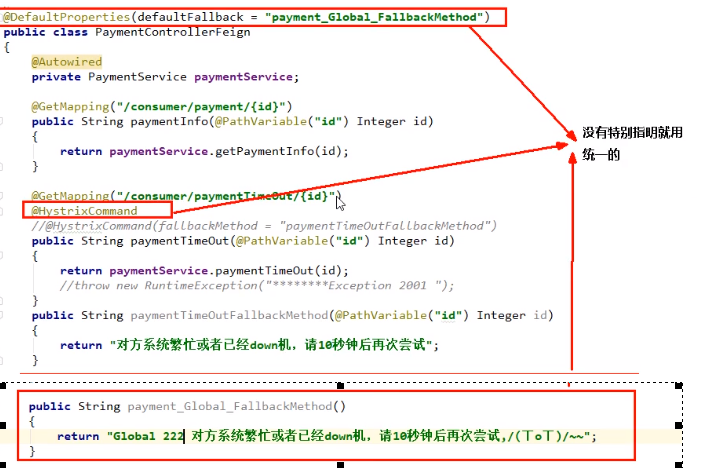 @DefaultProperties(defaultFallback = "payment_Global_FallbackMethod")
public class PaymentControllerFeign
{
@Autowired
private PaymentService paymentService;
@GetMapping("/consumer/payment/{id}")
public String paymentInfo(@PathVariable("id") Integer id)
{
return paymentService.getPaymentInfo(id);
}
@GetMapping("/consumer/paymentTimeOut/{id}")
@HystrixCommand
//@HystrixCommand(fallbackMethod = "paymentTimeOutFallbackMethod")
public String paymentTimeOut(@PathVariable("id") Integer id)
{
return paymentService.paymentTimeOut(id);
//throw new RuntimeException("********Exception 2001 ");
}
public String paymentTimeOutFallbackMethod(@PathVariable("id") Integer id)
{
return "对方系统繁忙或者已经down机，请10秒钟后再次尝试";
}
没有特别指明就用
统一的
public String payment_Global_FallbackMethod()
{
return "Global 222 对方系统繁忙或者已经down机，请10秒钟后再次尝试,/(ㄒoㄒ)/~~";
}